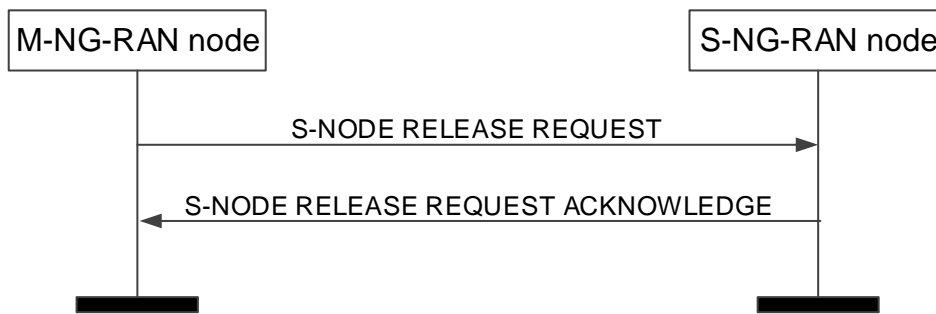 M-NG-RAN node
S-NG-RAN node
S-NODE RELEASE REQUEST
S-NODE RELEASE REQUEST ACKNOWLEDGE